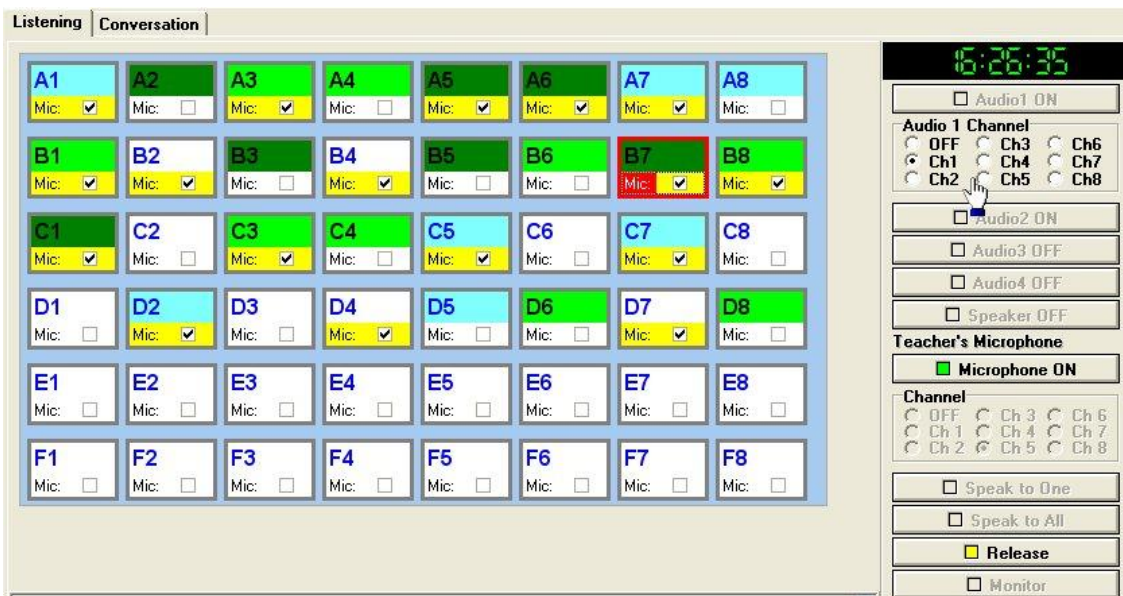 Listening Conversation
A1 A2 A3 A4 A5 A6 A7 A8
Mic: Mic: Mic: Mic: Mic: Mic: Mic: Mic:
B1 B2 B3 B4 B5 B6 B7 B8
Mic: Mic: Mic: Mic: Mic: Mic: Mic: Mic:
C1 C2 C3 C4 C5 C6 C7 C8
Mic: Mic: Mic: Mic: Mic: Mic: Mic: Mic:
D1 D2 D3 D4 D5 D6 D7 D8
Mic: Mic: Mic: Mic: Mic: Mic: Mic: Mic:
E1 E2 E3 E4 E5 E6 E7 E8
Mic: Mic: Mic: Mic: Mic: Mic: Mic: Mic:
F1 F2 F3 F4 F5 F6 F7 F8
Mic: Mic: Mic: Mic: Mic: Mic: Mic: Mic:
16:26:35
Audio1 ON
Audio 1 Channel
OFF Ch3 Ch6
Ch1 Ch4 Ch7
Ch2 Ch5 Ch8
Audio2 ON
Audio3 OFF
Audio4 OFF
Speaker OFF
Teacher's Microphone
Microphone ON
Channel
OFF Ch 3 Ch 6
Ch 1 Ch 4 Ch 7
Ch 2 Ch 5 Ch 8
Speak to One
Speak to All
Release
Monitor